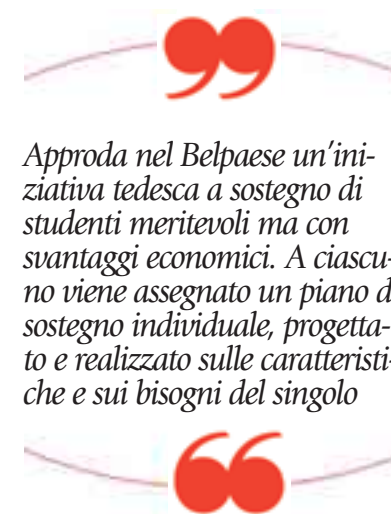 Approda nel Belpaese un'ini-
ziativa tedesca a sostegno di
studenti meritevoli ma con
svantaggi economici. A ciascu-
no viene assegnato un piano d
sostegno individuale, progetta-
to e realizzato sulle caratteristi-
che e sui bisogni del singolo